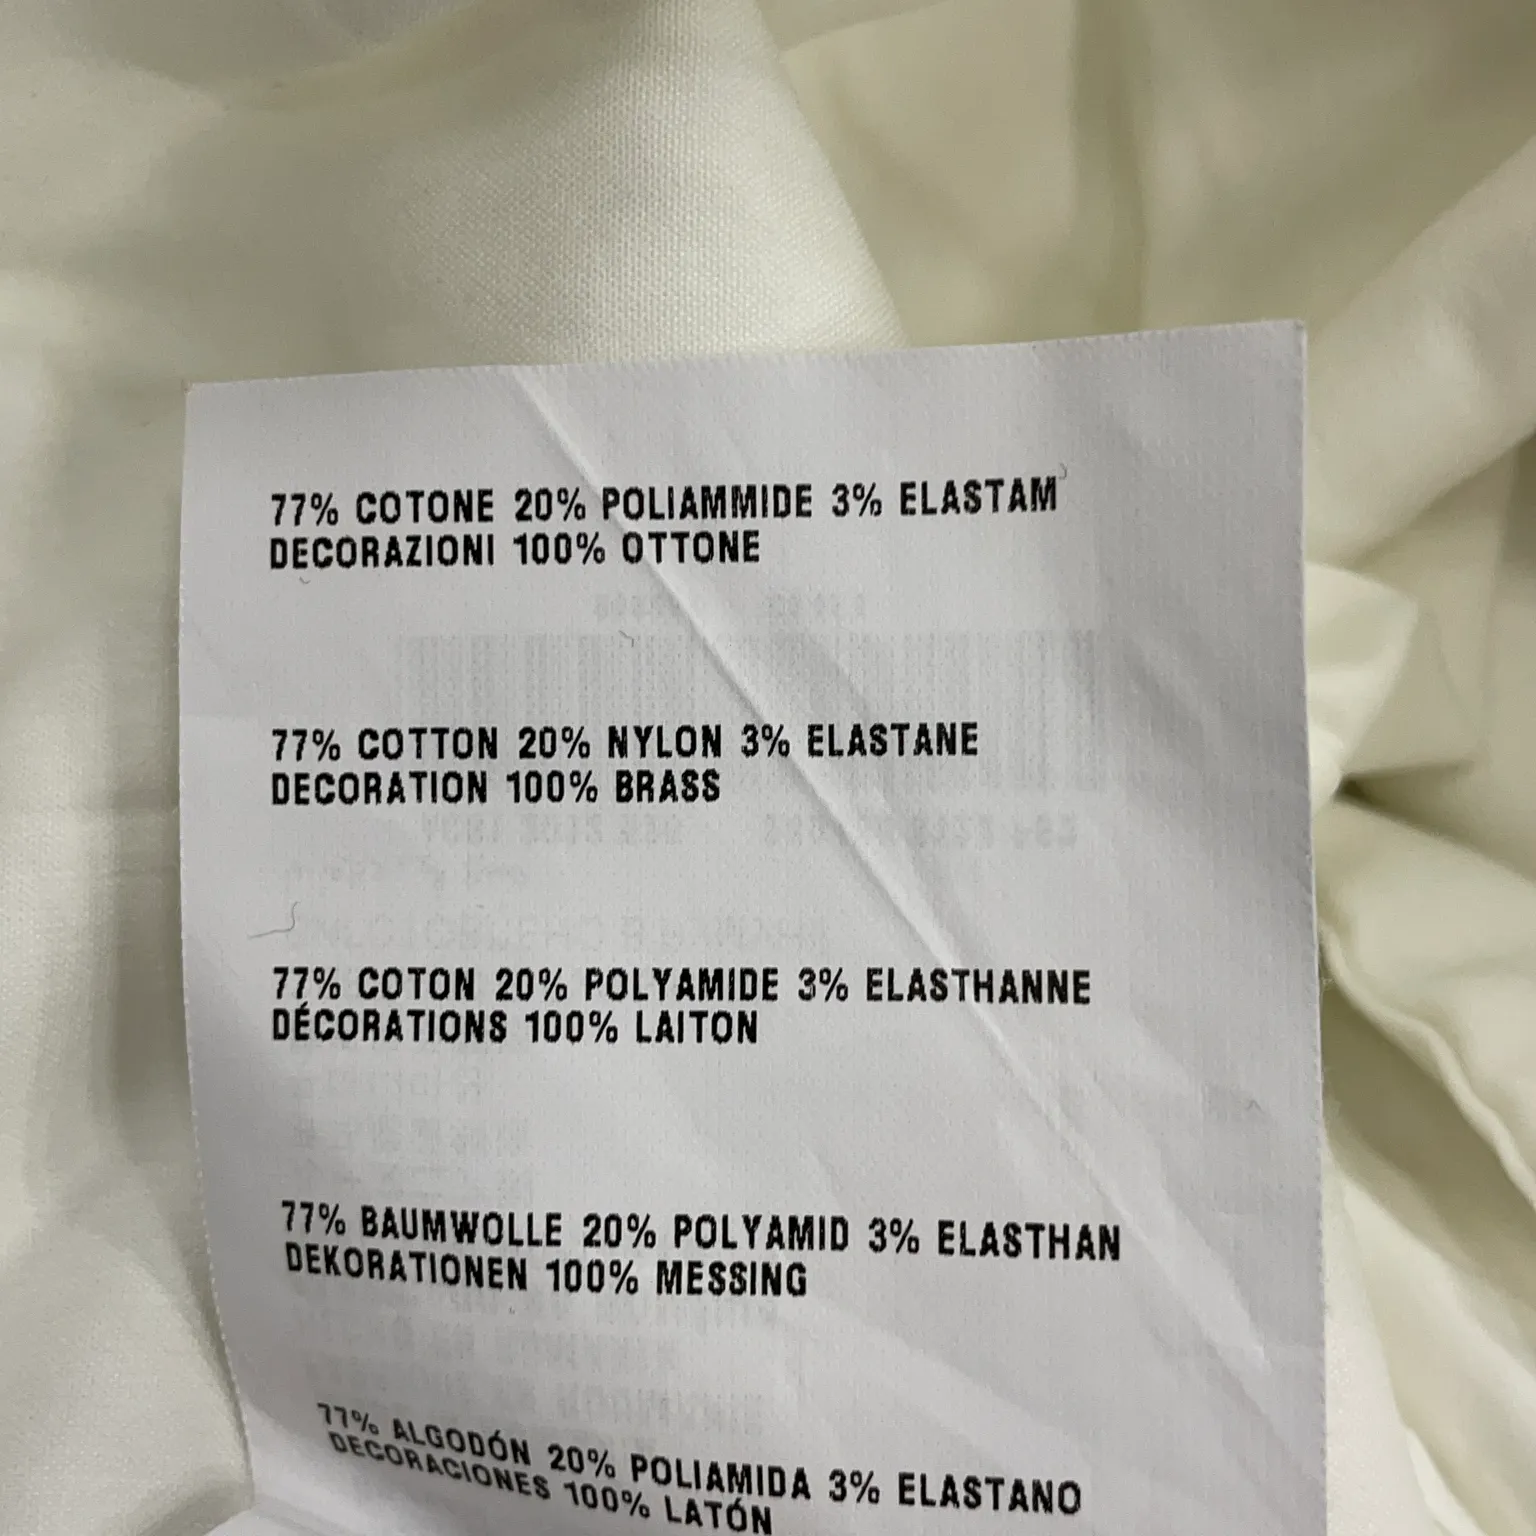 77% COTONE 20% POLIAMMIDE 3% ELASTAM
DECORAZIONI 100% OTTONE
77% COTTON 20% NYLON 3% ELASTANE
DECORATION 100% BRASS
77% COTON 20% POLYAMIDE 3% ELASTHANNE
DÉCORATIONS 100% LAITON
77% BAUMWOLLE 20% POLYAMID 3% ELASTHAN
DEKORATIONEN 100% MESSING
77% ALGODÓN 20% POLIAMIDA 3% ELASTANO
DECORACIONES 100% LATÓN